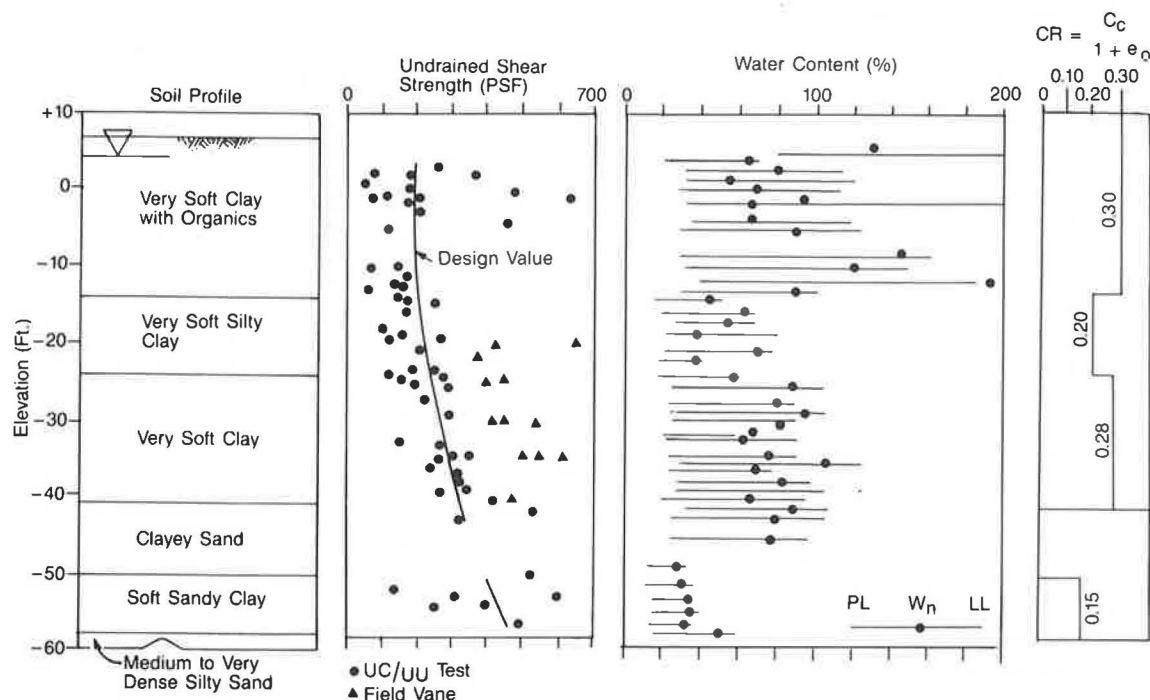 CR = Cc
1 + eo
Undrained Shear
Strength (PSF)
Water Content (%)
Soil Profile
0
700
0
100
200
0.10
0.30
0
0.20
+10
0
-10
-20
-30
-40
-50
-60
Elevation (Ft.)
Very Soft Clay
with Organics
Very Soft Silty
Clay
Very Soft Clay
Clayey Sand
Soft Sandy Clay
Medium to Very
Dense Silty Sand
Design Value
UC/UU Test
Field Vane
PL Wn LL
0.30
0.20
0.28
0.15